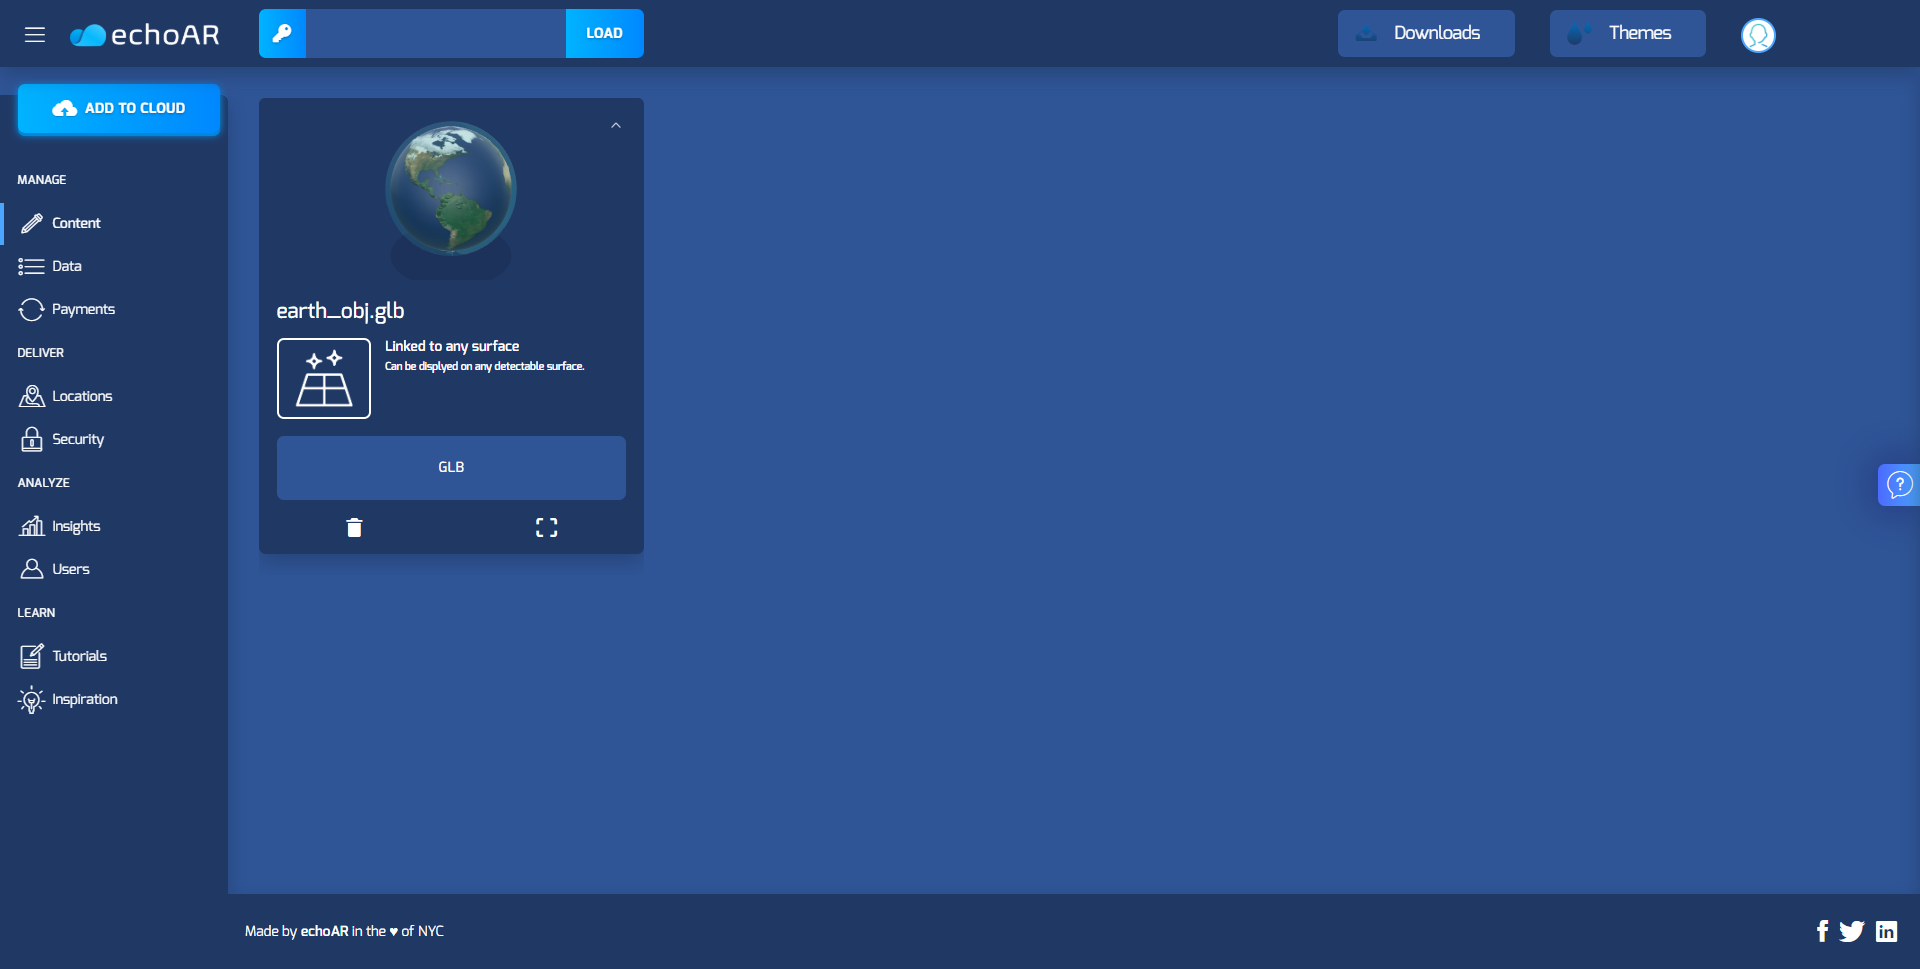 echoAR
LOAD
Downloads
Themes
ADD TO CLOUD
MANAGE
Content
Data
Payments
DELIVER
Locations
Security
ANALYZE
Insights
Users
LEARN
Tutorials
Inspiration
earth_obj.glb
Linked to any surface
Can be displyed on any detectable surface.
GLB
?
Made by echoAR in the ♥ of NYC